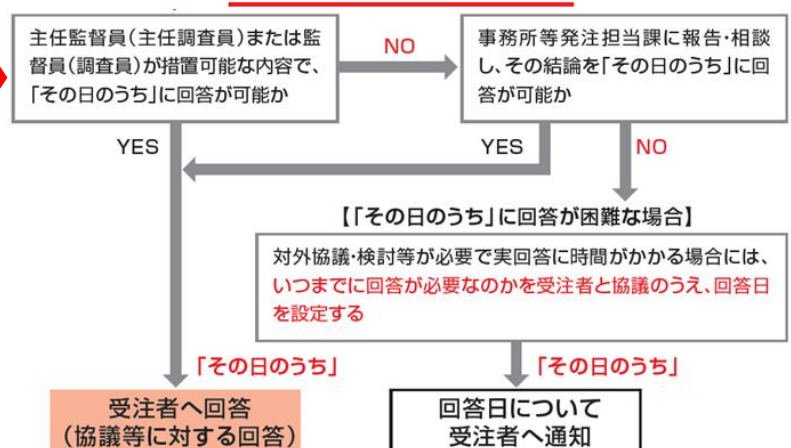 主任監督員(主任調査員)または監
督員(調査員)が措置可能な内容で、
「その日のうち」に回答が可能か
NO
事務所等発注担当課に報告・相談
し、その結論を「その日のうち」に回
答が可能か
YES
YES
NO
【「その日のうち」に回答が困難な場合】
対外協議・検討等が必要で実回答に時間がかかる場合には、
いつまでに回答が必要なのかを受注者と協議のうえ、回答日
を設定する
「その日のうち」
「その日のうち」
受注者へ回答
(協議等に対する回答)
回答日について
受注者へ通知